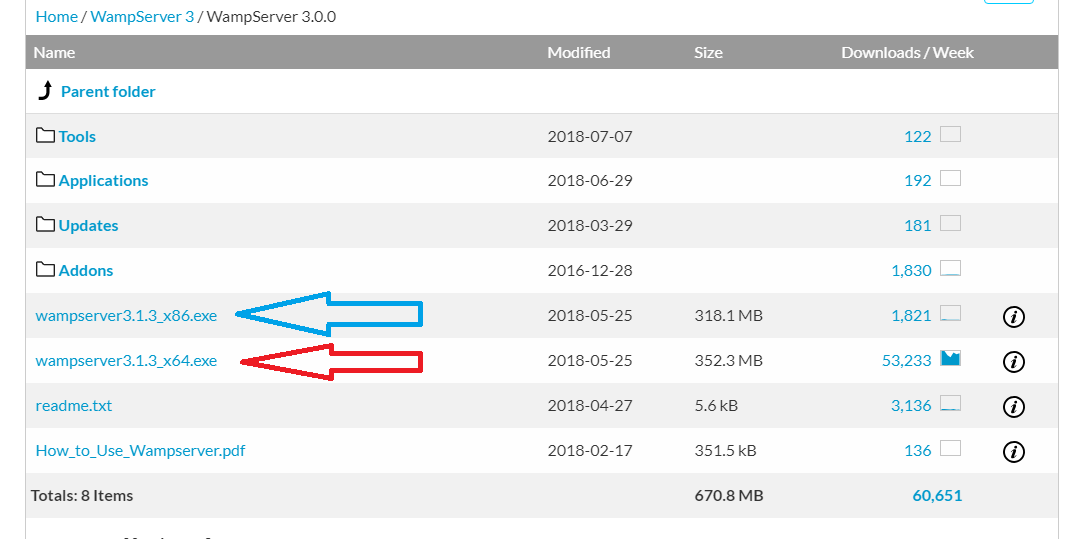 Home / WampServer 3 / WampServer 3.0.0
Name Modified Size Downloads / Week
Parent folder
Tools 2018-07-07 122
Applications 2018-06-29 192
Updates 2018-03-29 181
Addons 2016-12-28 1,830
wampserver3.1.3_x86.exe 2018-05-25 318.1 MB 1,821 i
wampserver3.1.3_x64.exe 2018-05-25 352.3 MB 53,233 i
readme.txt 2018-04-27 5.6 kB 3,136 i
How_to_Use_Wampserver.pdf 2018-02-17 351.5 kB 136 i
Totals: 8 Items 670.8 MB 60,651